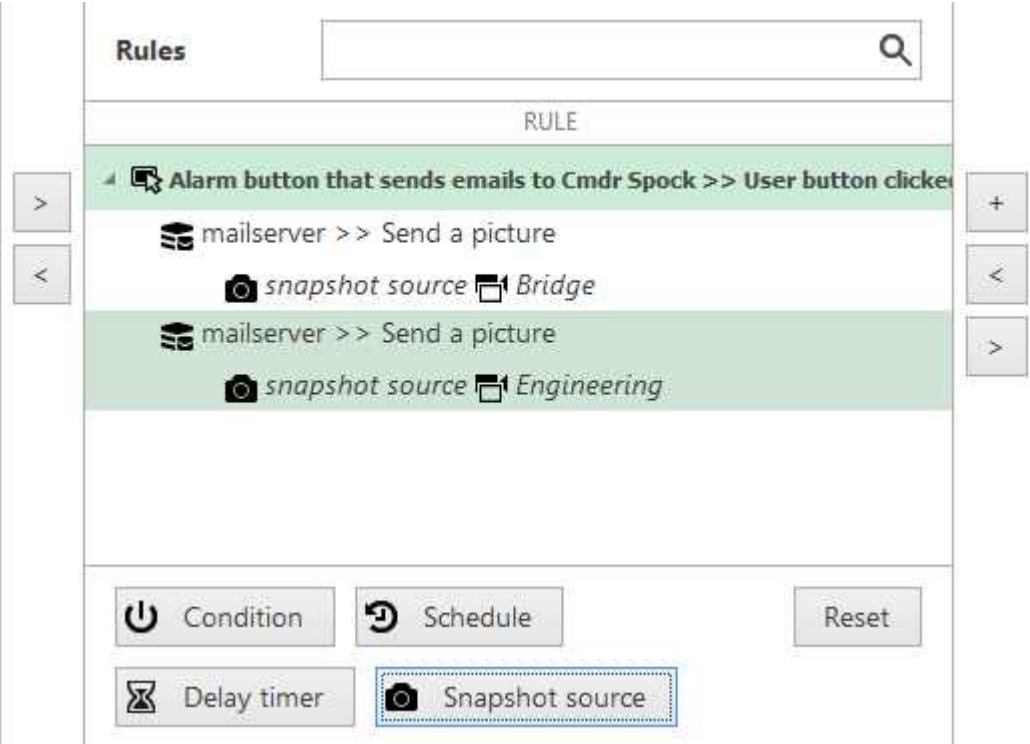 Rules
RULE
Alarm button that sends emails to Cmdr Spock >> User button clicked
mailserver >> Send a picture
snapshot source Bridge
mailserver >> Send a picture
snapshot source Engineering
>
<
+
<
>
Condition
Schedule
Reset
Delay timer
Snapshot source